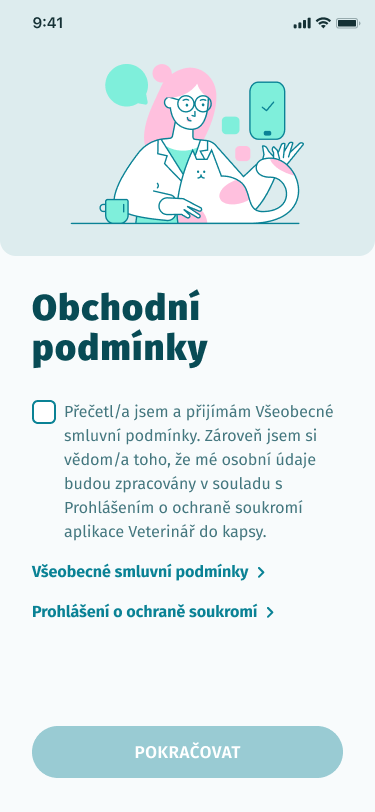 9:41
Obchodní
podmínky
Přečetl/a jsem a přijímám Všeobecné
smluvní podmínky. Zároveň jsem si
vědom/a toho, že mé osobní údaje
budou zpracovány v souladu s
Prohlášením o ochraně soukromí
aplikace Veterinář do kapsy.
Všeobecné smluvní podmínky
Prohlášení o ochraně soukromí
POKRAČOVAT